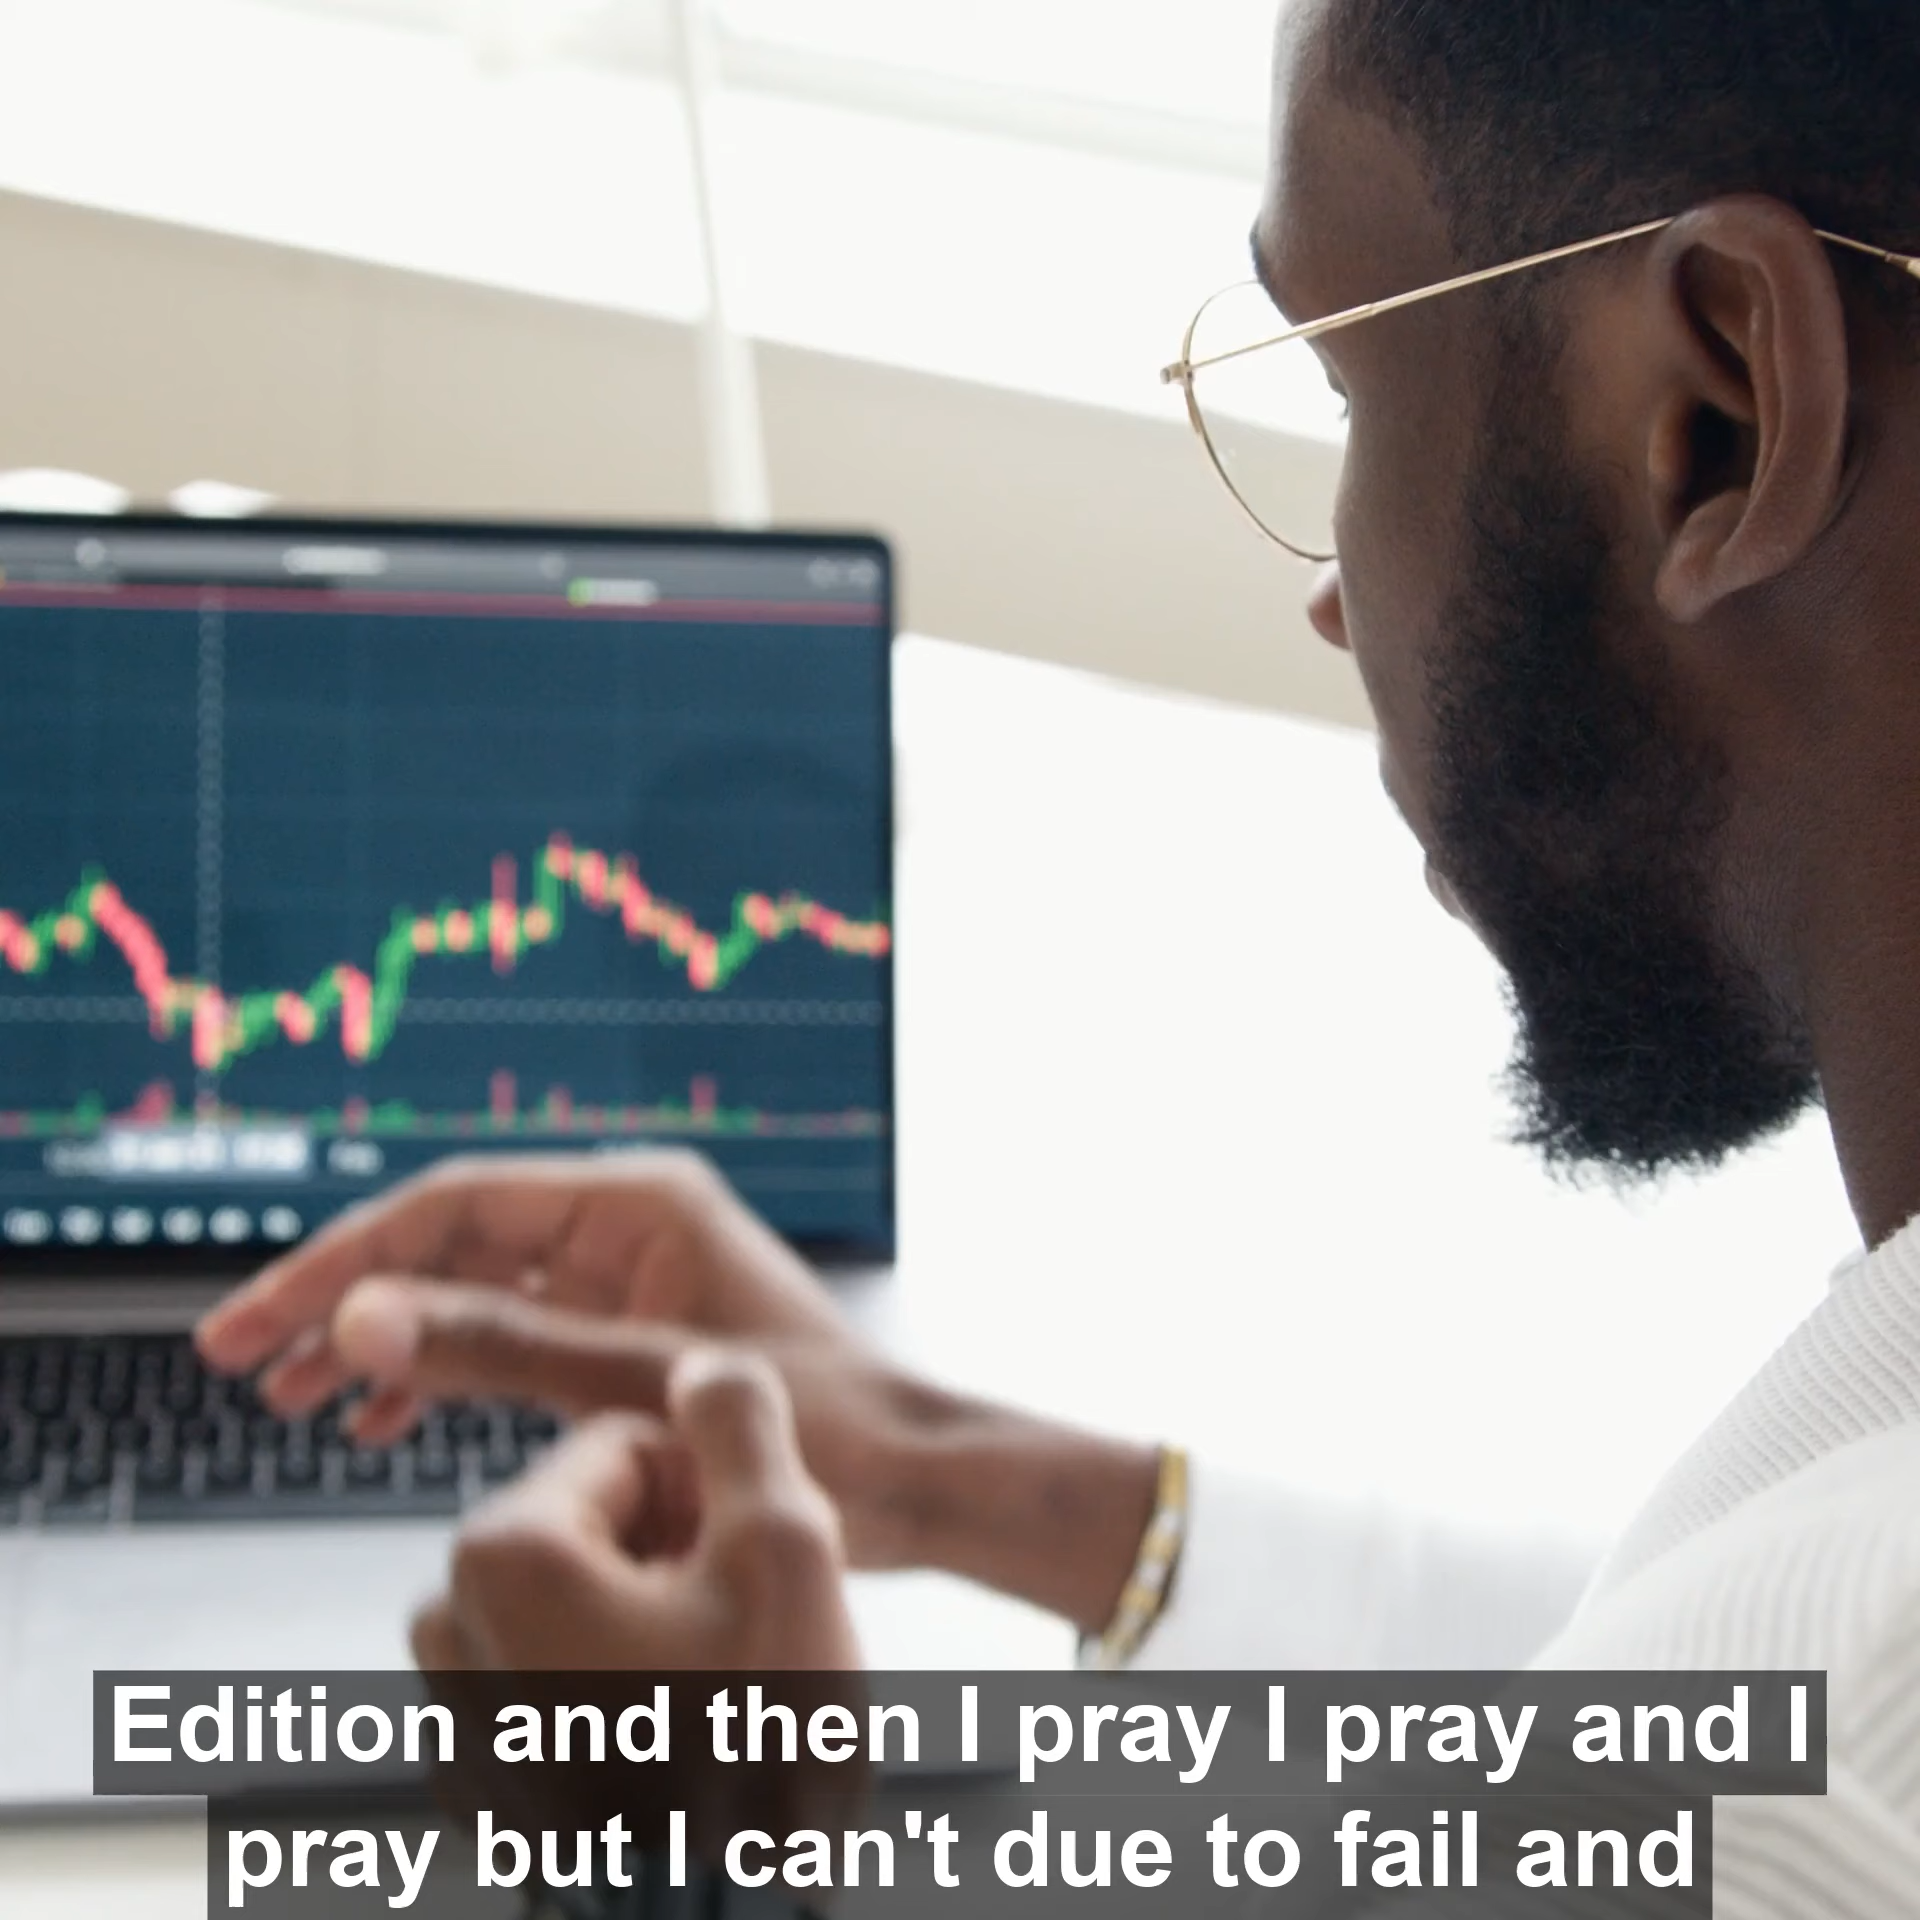 Edition and then I pray I pray and I
pray but I can't due to fail and